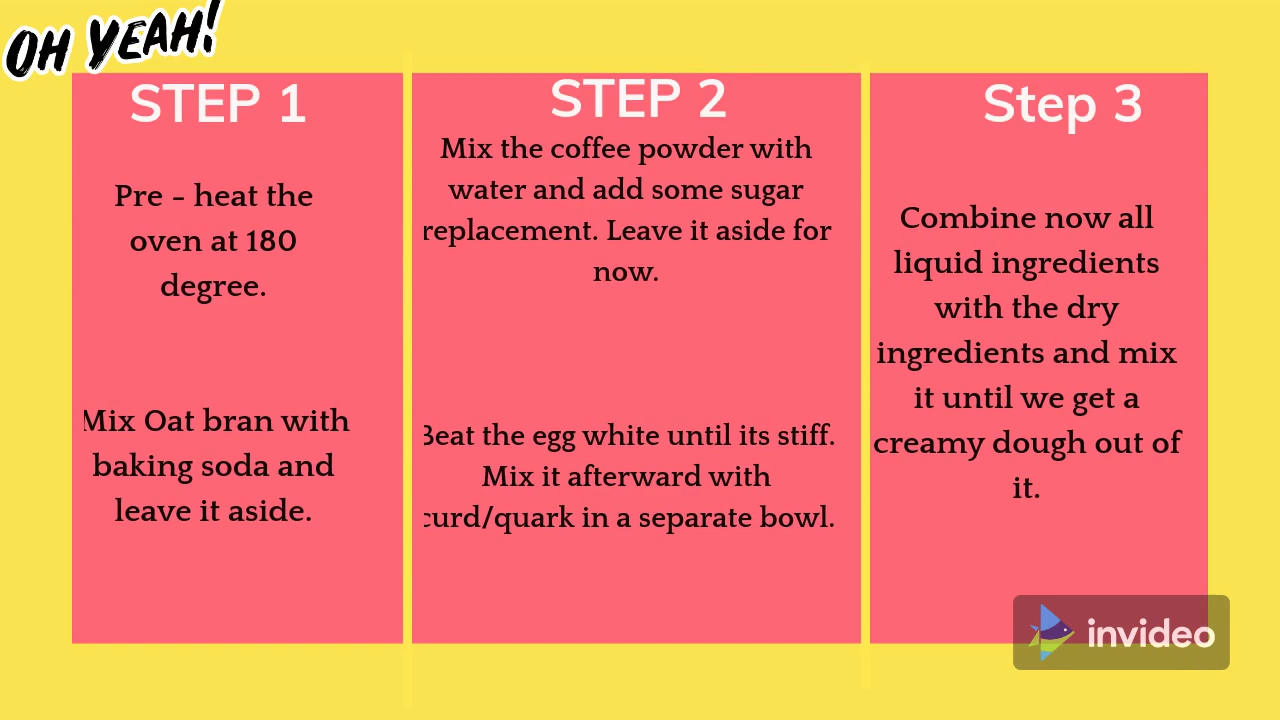 OH YEAH!
STEP 1
Pre - heat the
oven at 180
degree.
Mix Oat bran with
baking soda and
leave it aside.
STEP 2
Mix the coffee powder with
water and add some sugar
replacement. Leave it aside for
now.
Beat the egg white until its stiff.
Mix it afterward with
curd/quark in a separate bowl.
Step 3
Combine now all
liquid ingredients
with the dry
ingredients and mix
it until we get a
creamy dough out of
it.
invideo